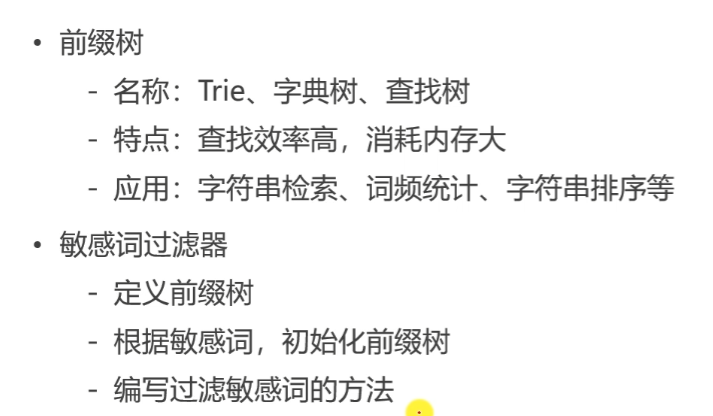 • 前缀树
- 名称：Trie、字典树、查找树
- 特点：查找效率高，消耗内存大
- 应用：字符串检索、词频统计、字符串排序等
• 敏感词过滤器
- 定义前缀树
- 根据敏感词，初始化前缀树
- 编写过滤敏感词的方法